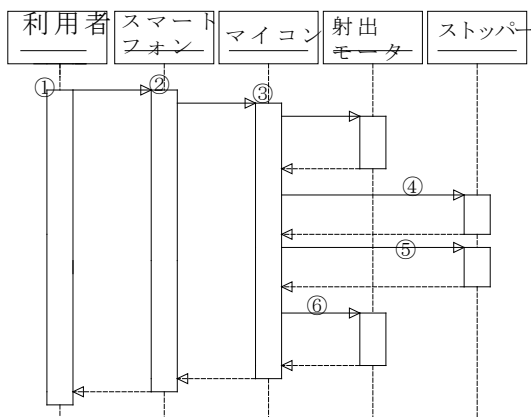 利用者
スマート
フォン
マイコン
射出
モータ
ストッパー
①
②
③
④
⑤
⑥